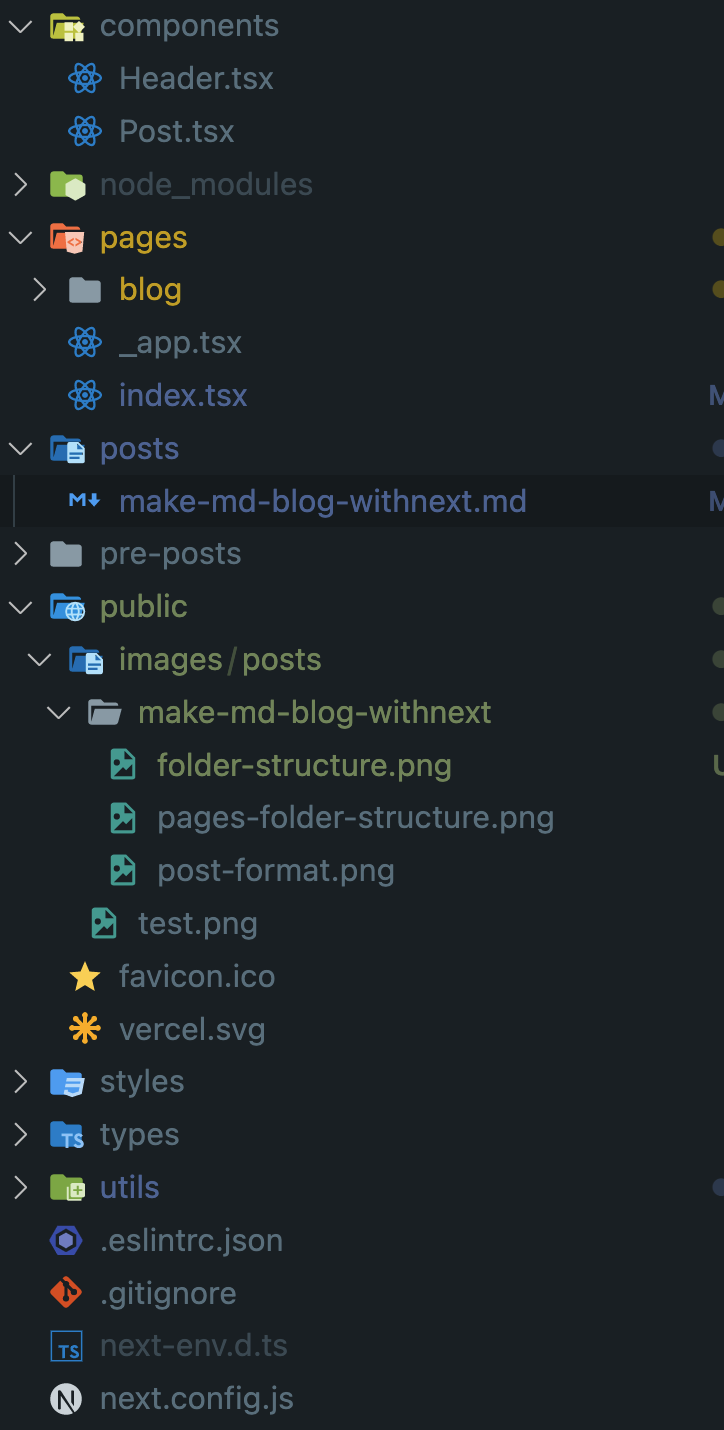 components
Header.tsx
Post.tsx
node_modules
pages
blog
_app.tsx
index.tsx
M
posts
make-md-blog-withnext.md
M
pre-posts
public
images/posts
make-md-blog-withnext
folder-structure.png
U
pages-folder-structure.png
post-format.png
test.png
favicon.ico
vercel.svg
styles
types
utils
.eslintrc.json
.gitignore
next-env.d.ts
next.config.js